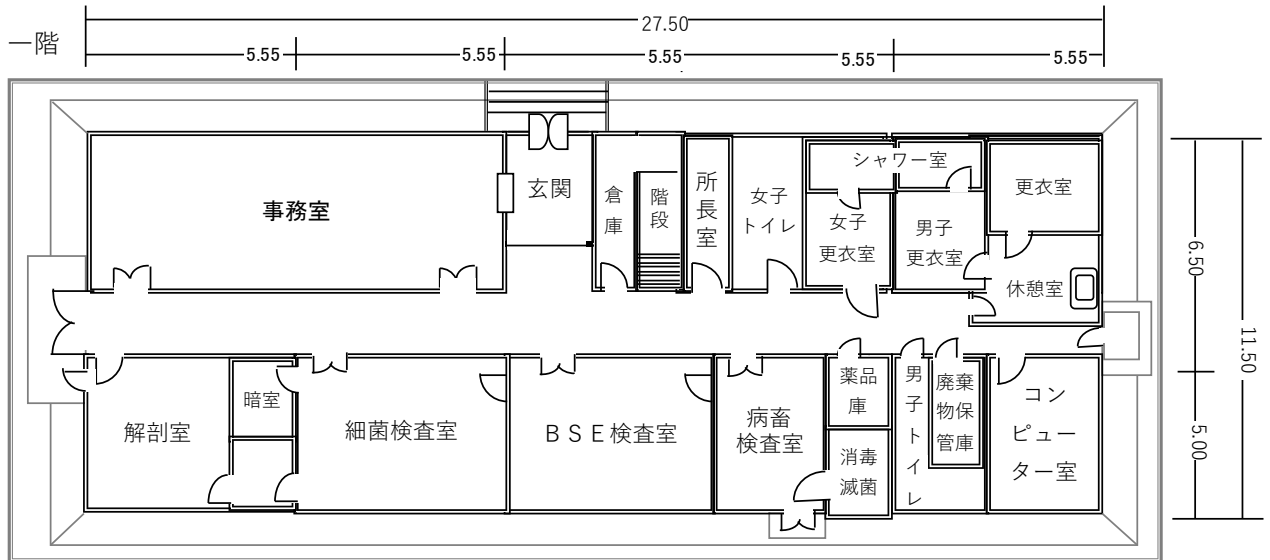 27.50
一階
5.55
5.55
5.55
5.55
5.55
事務室
玄関
倉庫
階段
所長室
女子
トイレ
シャワー室
女子
更衣室
男子
更衣室
更衣室
休憩室
6.50
11.50
5.00
解剖室
暗室
細菌検査室
BSE検査室
病畜
検査室
薬品
庫
消毒
滅菌
男子トイレ
廃棄
物保
管庫
コン
ピュー
ター室